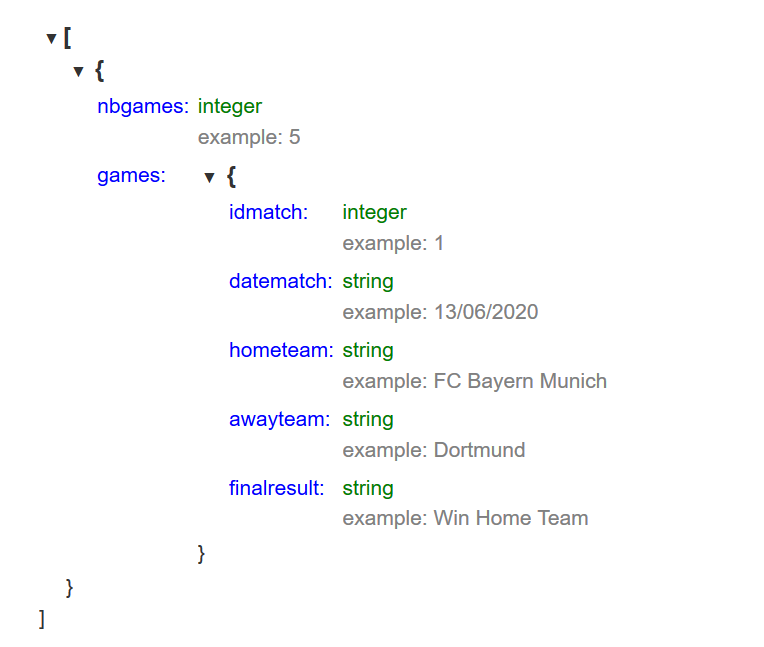 ▼ [
▼ {
nbgames: integer
example: 5
games: ▼ {
idmatch: integer
example: 1
datematch: string
example: 13/06/2020
hometeam: string
example: FC Bayern Munich
awayteam: string
example: Dortmund
finalresult: string
example: Win Home Team
}
}
]